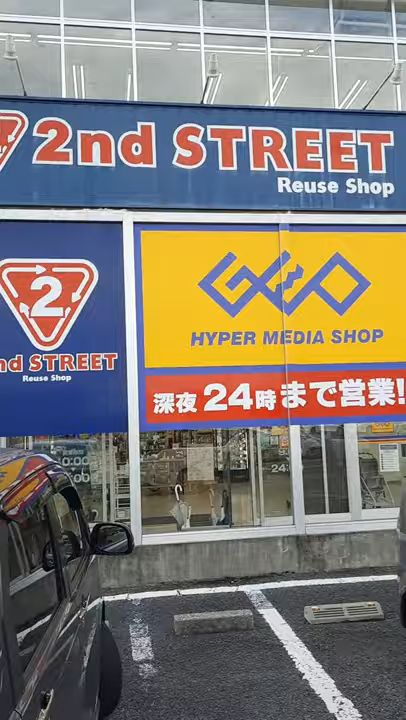 2nd STREET
Reuse Shop
2
nd STREET
Reuse Shop
GEO
HYPER MEDIA SHOP
深夜24時まで営業!